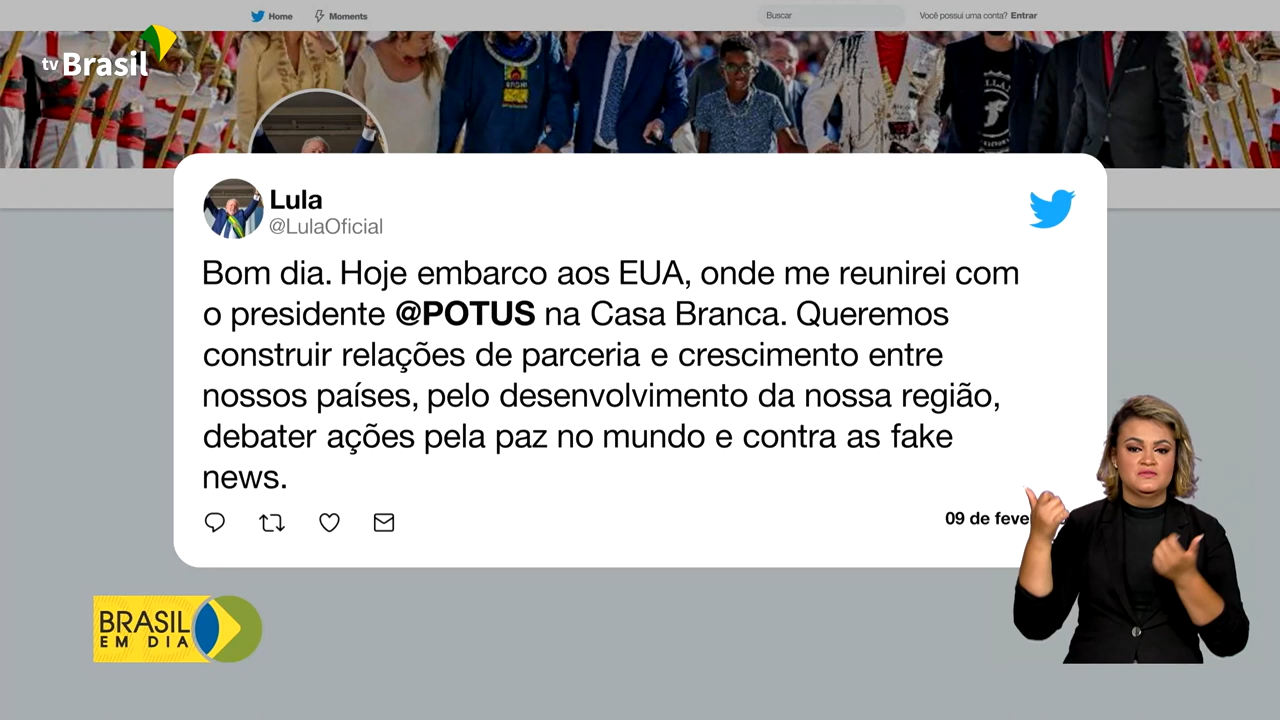 Home
Moments
Buscar
Você possui uma conta? Entrar
tv Brasil
Lula
@LulaOficial
Bom dia. Hoje embarco aos EUA, onde me reunirei com
o presidente @POTUS na Casa Branca. Queremos
construir relações de parceria e crescimento entre
nossos países, pelo desenvolvimento da nossa região,
debater ações pela paz no mundo e contra as fake
news.
09 de feve
BRASIL
EM DIA